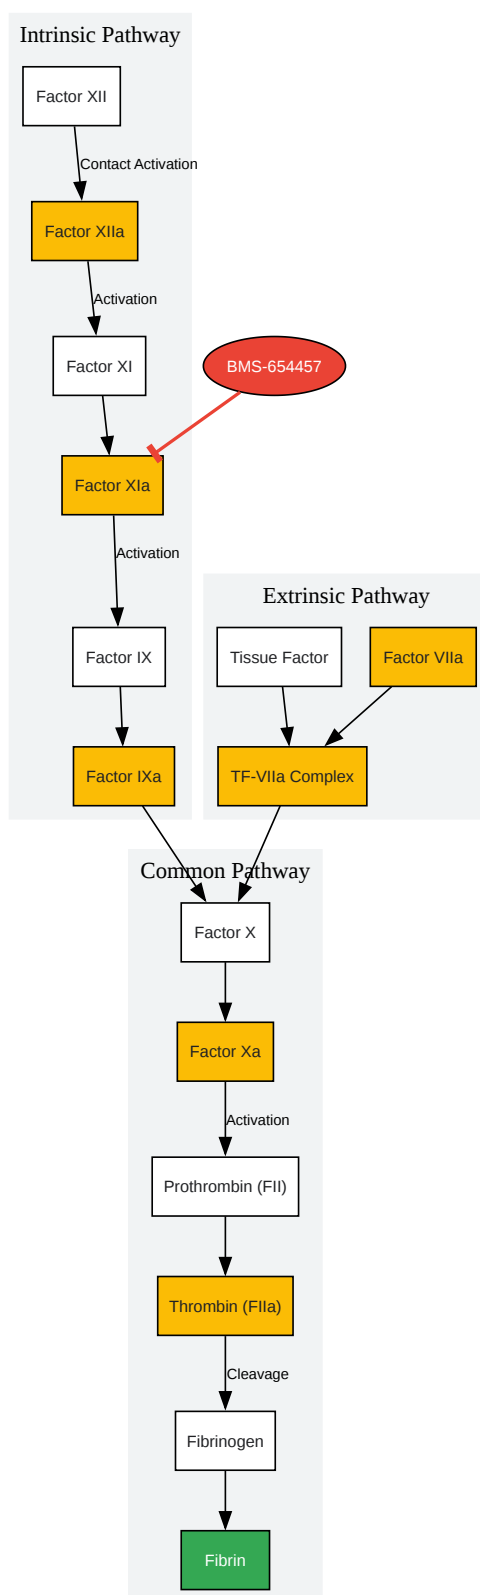 Intrinsic Pathway
Factor XII
Contact Activation
Factor XIIa
Activation
Factor XI
BMS-654457
Factor XIa
Activation
Extrinsic Pathway
Factor IX
Tissue Factor
Factor VIIa
Factor IXa
TF-VIIa Complex
Common Pathway
Factor X
Factor Xa
Activation
Prothrombin (FII)
Thrombin (FIIa)
Cleavage
Fibrinogen
Fibrin